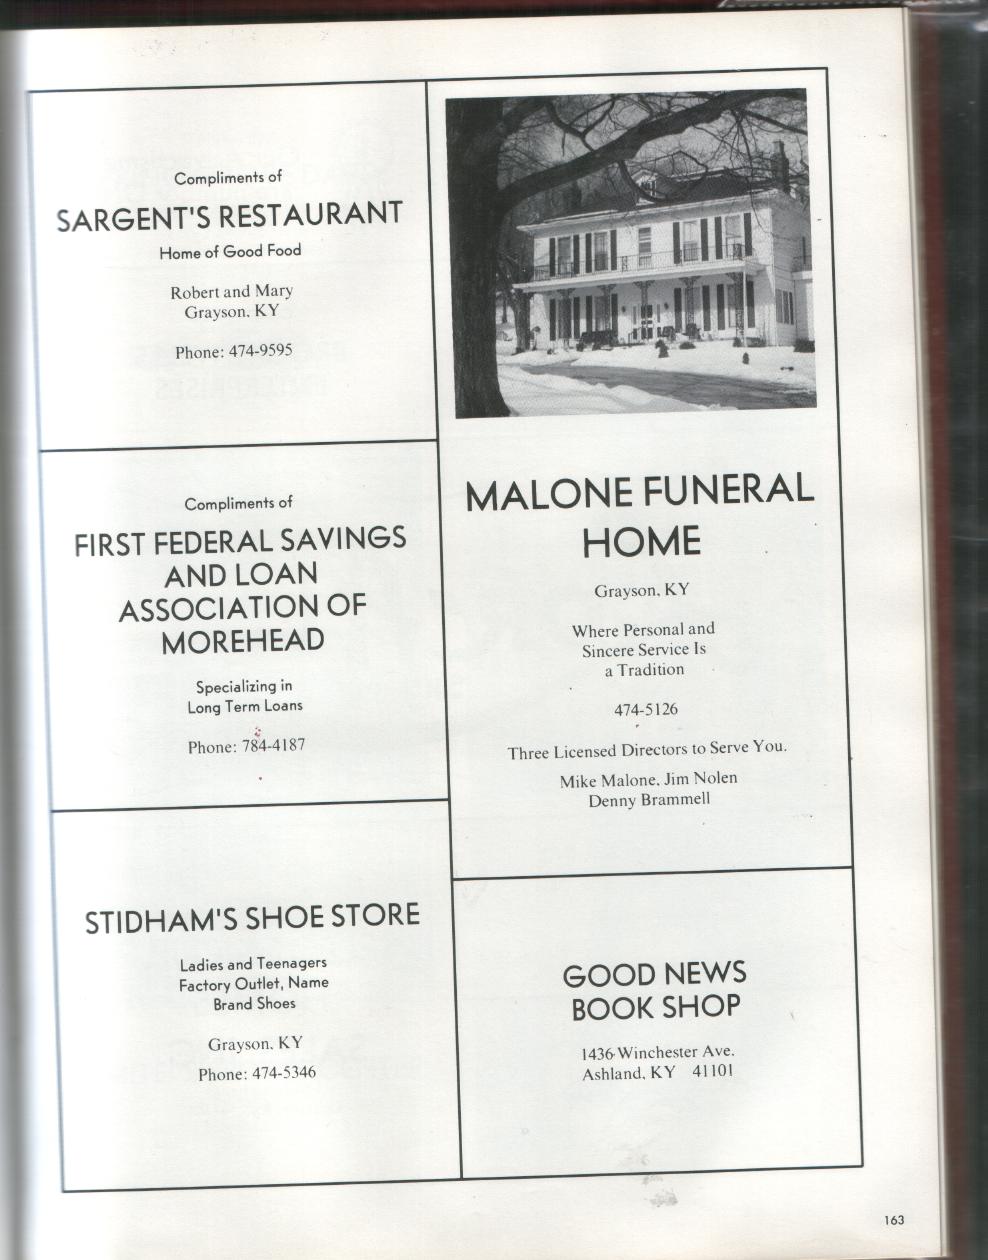 Compliments of
SARGENT'S RESTAURANT
Home of Good Food
Robert and Mary
Grayson, KY
Phone: 474-9595
Compliments of
FIRST FEDERAL SAVINGS
AND LOAN
ASSOCIATION OF
MOREHEAD
Specializing in
Long Term Loans
Phone: 784-4187
STIDHAM'S SHOE STORE
Ladies and Teenagers
Factory Outlet, Name
Brand Shoes
Grayson, KY
Phone: 474-5346
MALONE FUNERAL
HOME
Grayson, KY
Where Personal and
Sincere Service Is
a Tradition
474-5126
Three Licensed Directors to Serve You.
Mike Malone, Jim Nolen
Denny Brammell
GOOD NEWS
BOOK SHOP
1436 Winchester Ave.
Ashland, KY 41101
163